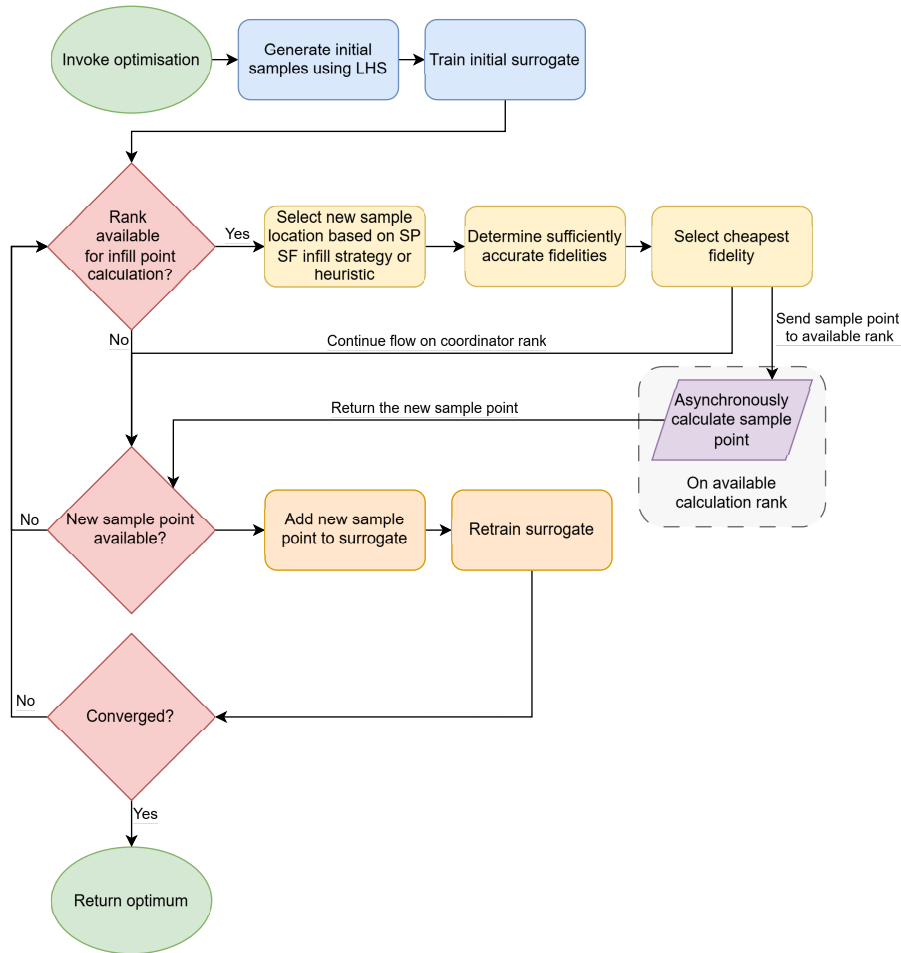 Invoke optimisation
Generate initial
samples using LHS
Train initial surrogate
Rank
available
for infill point
calculation?
Yes
Select new sample
location based on SP
SF infill strategy or
heuristic
Determine sufficiently
accurate fidelities
Select cheapest
fidelity
No
Continue flow on coordinator rank
Send sample point
to available rank
Asynchronously
calculate sample
point
On available
calculation rank
Return the new sample point
New sample point
available?
No
Add new sample
point to surrogate
Retrain surrogate
Converged?
No
Yes
Return optimum